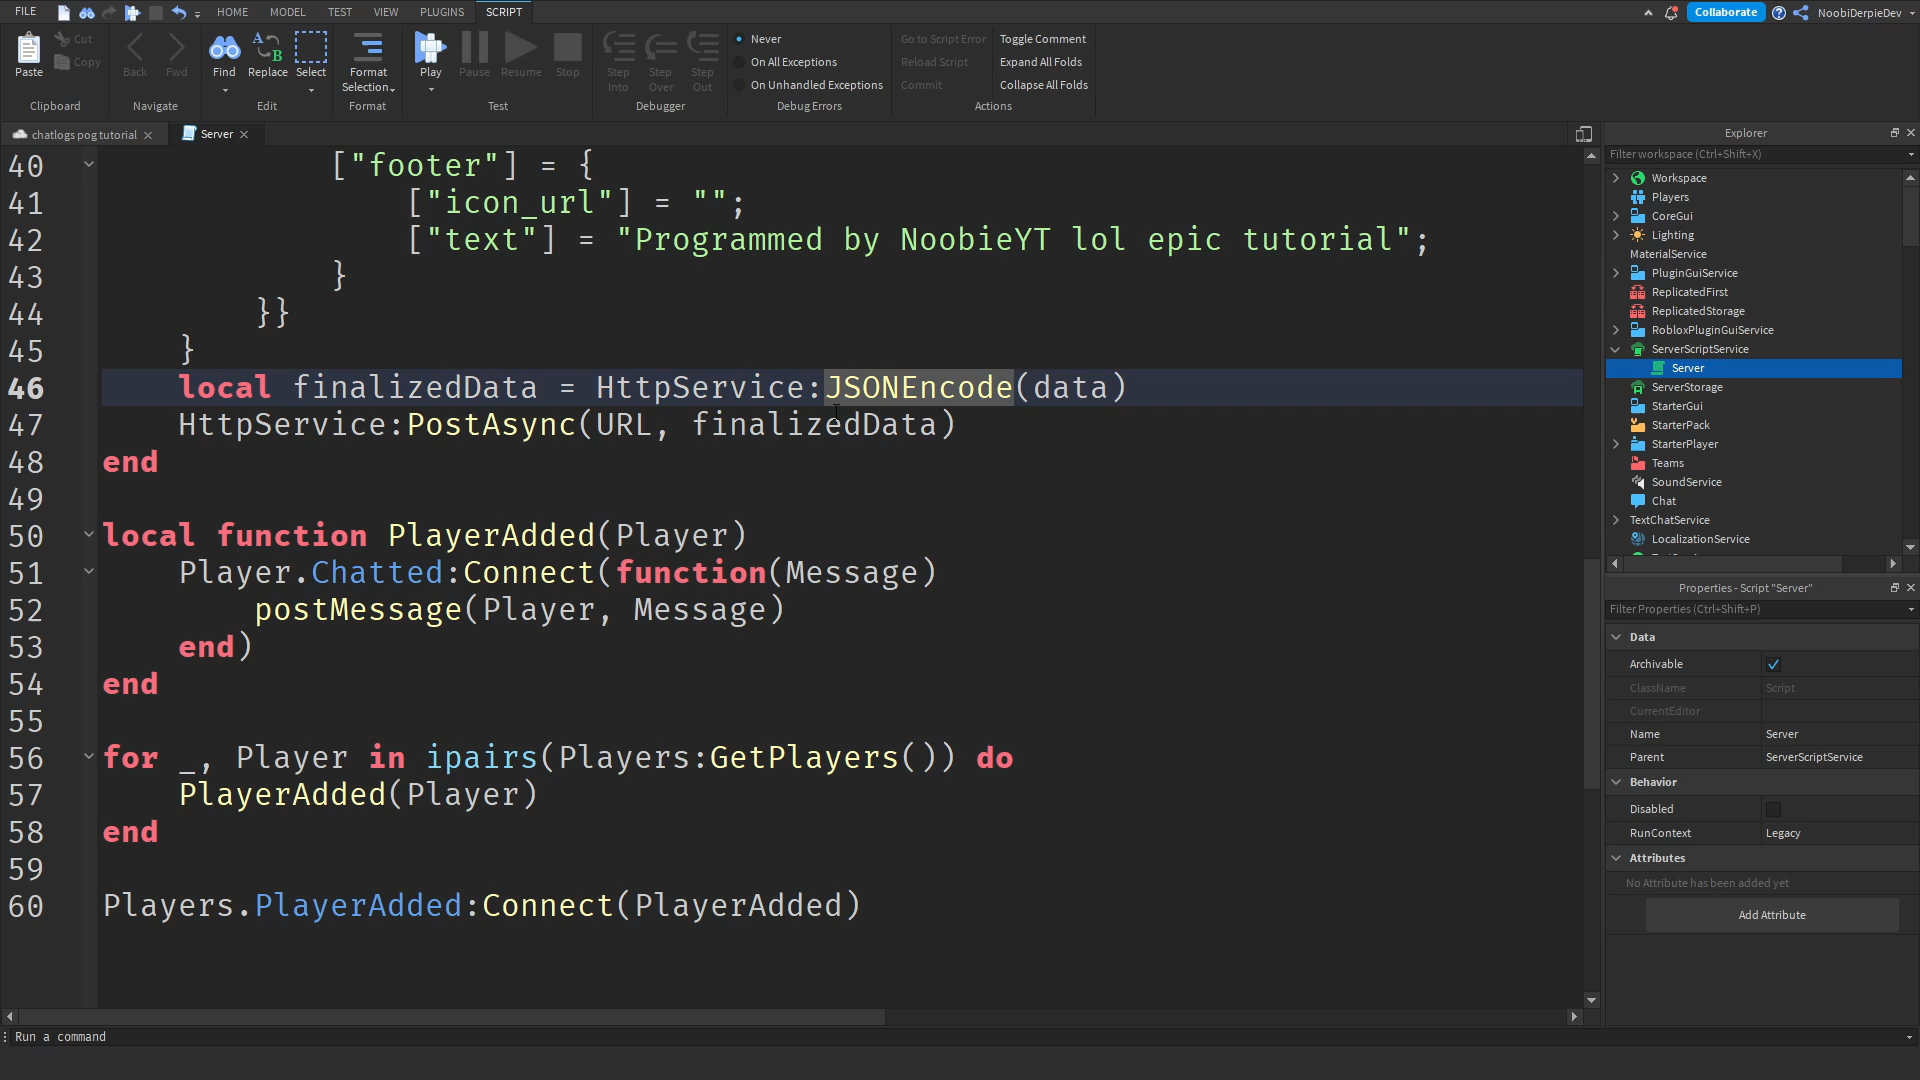 FILE HOME MODEL TEST VIEW PLUGINS SCRIPT Collaborate NoobiDerpieDev
Paste Cut Copy
Clipboard
Back Fwd
Navigate
Find Replace Select
Edit
Format Selection
Format
Play Pause Resume Stop
Test
Step Into Step Over Step Out
Debugger
Never
On All Exceptions
On Unhandled Exceptions
Debug Errors
Go to Script Error Toggle Comment
Reload Script Expand All Folds
Commit Collapse All Folds
Actions
chatlogs pog tutorial Server
40 ["footer"] = {
41 ["icon_url"] = "";
42 ["text"] = "Programmed by NoobieYT lol epic tutorial";
43 }
44 }}
45 }
46 local finalizedData = HttpService:JSONEncode(data)
47 HttpService:PostAsync(URL, finalizedData)
48 end
49
50 local function PlayerAdded(Player)
51 Player.Chatted:Connect(function(Message)
52 postMessage(Player, Message)
53 end)
54 end
55
56 for _, Player in ipairs(Players:GetPlayers()) do
57 PlayerAdded(Player)
58 end
59
60 Players.PlayerAdded:Connect(PlayerAdded)
Run a command
Explorer
Filter workspace (Ctrl+Shift+X)
Workspace
Players
CoreGui
Lighting
MaterialService
PluginGuiService
ReplicatedFirst
ReplicatedStorage
RobloxPluginGuiService
ServerScriptService
Server
ServerStorage
StarterGui
StarterPack
StarterPlayer
Teams
SoundService
Chat
TextChatService
LocalizationService
Properties - Script "Server"
Filter Properties (Ctrl+Shift+P)
Data
Archivable
ClassName Script
CurrentEditor
Name Server
Parent ServerScriptService
Behavior
Disabled
RunContext Legacy
Attributes
No Attribute has been added yet
Add Attribute